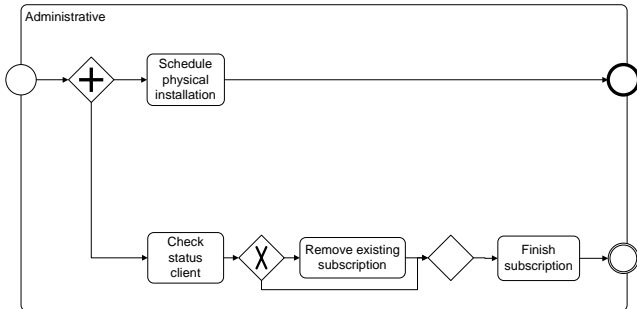 Administrative
Schedule
physical
installation
Check
status
client
X
Remove existing
subscription
Finish
subscription